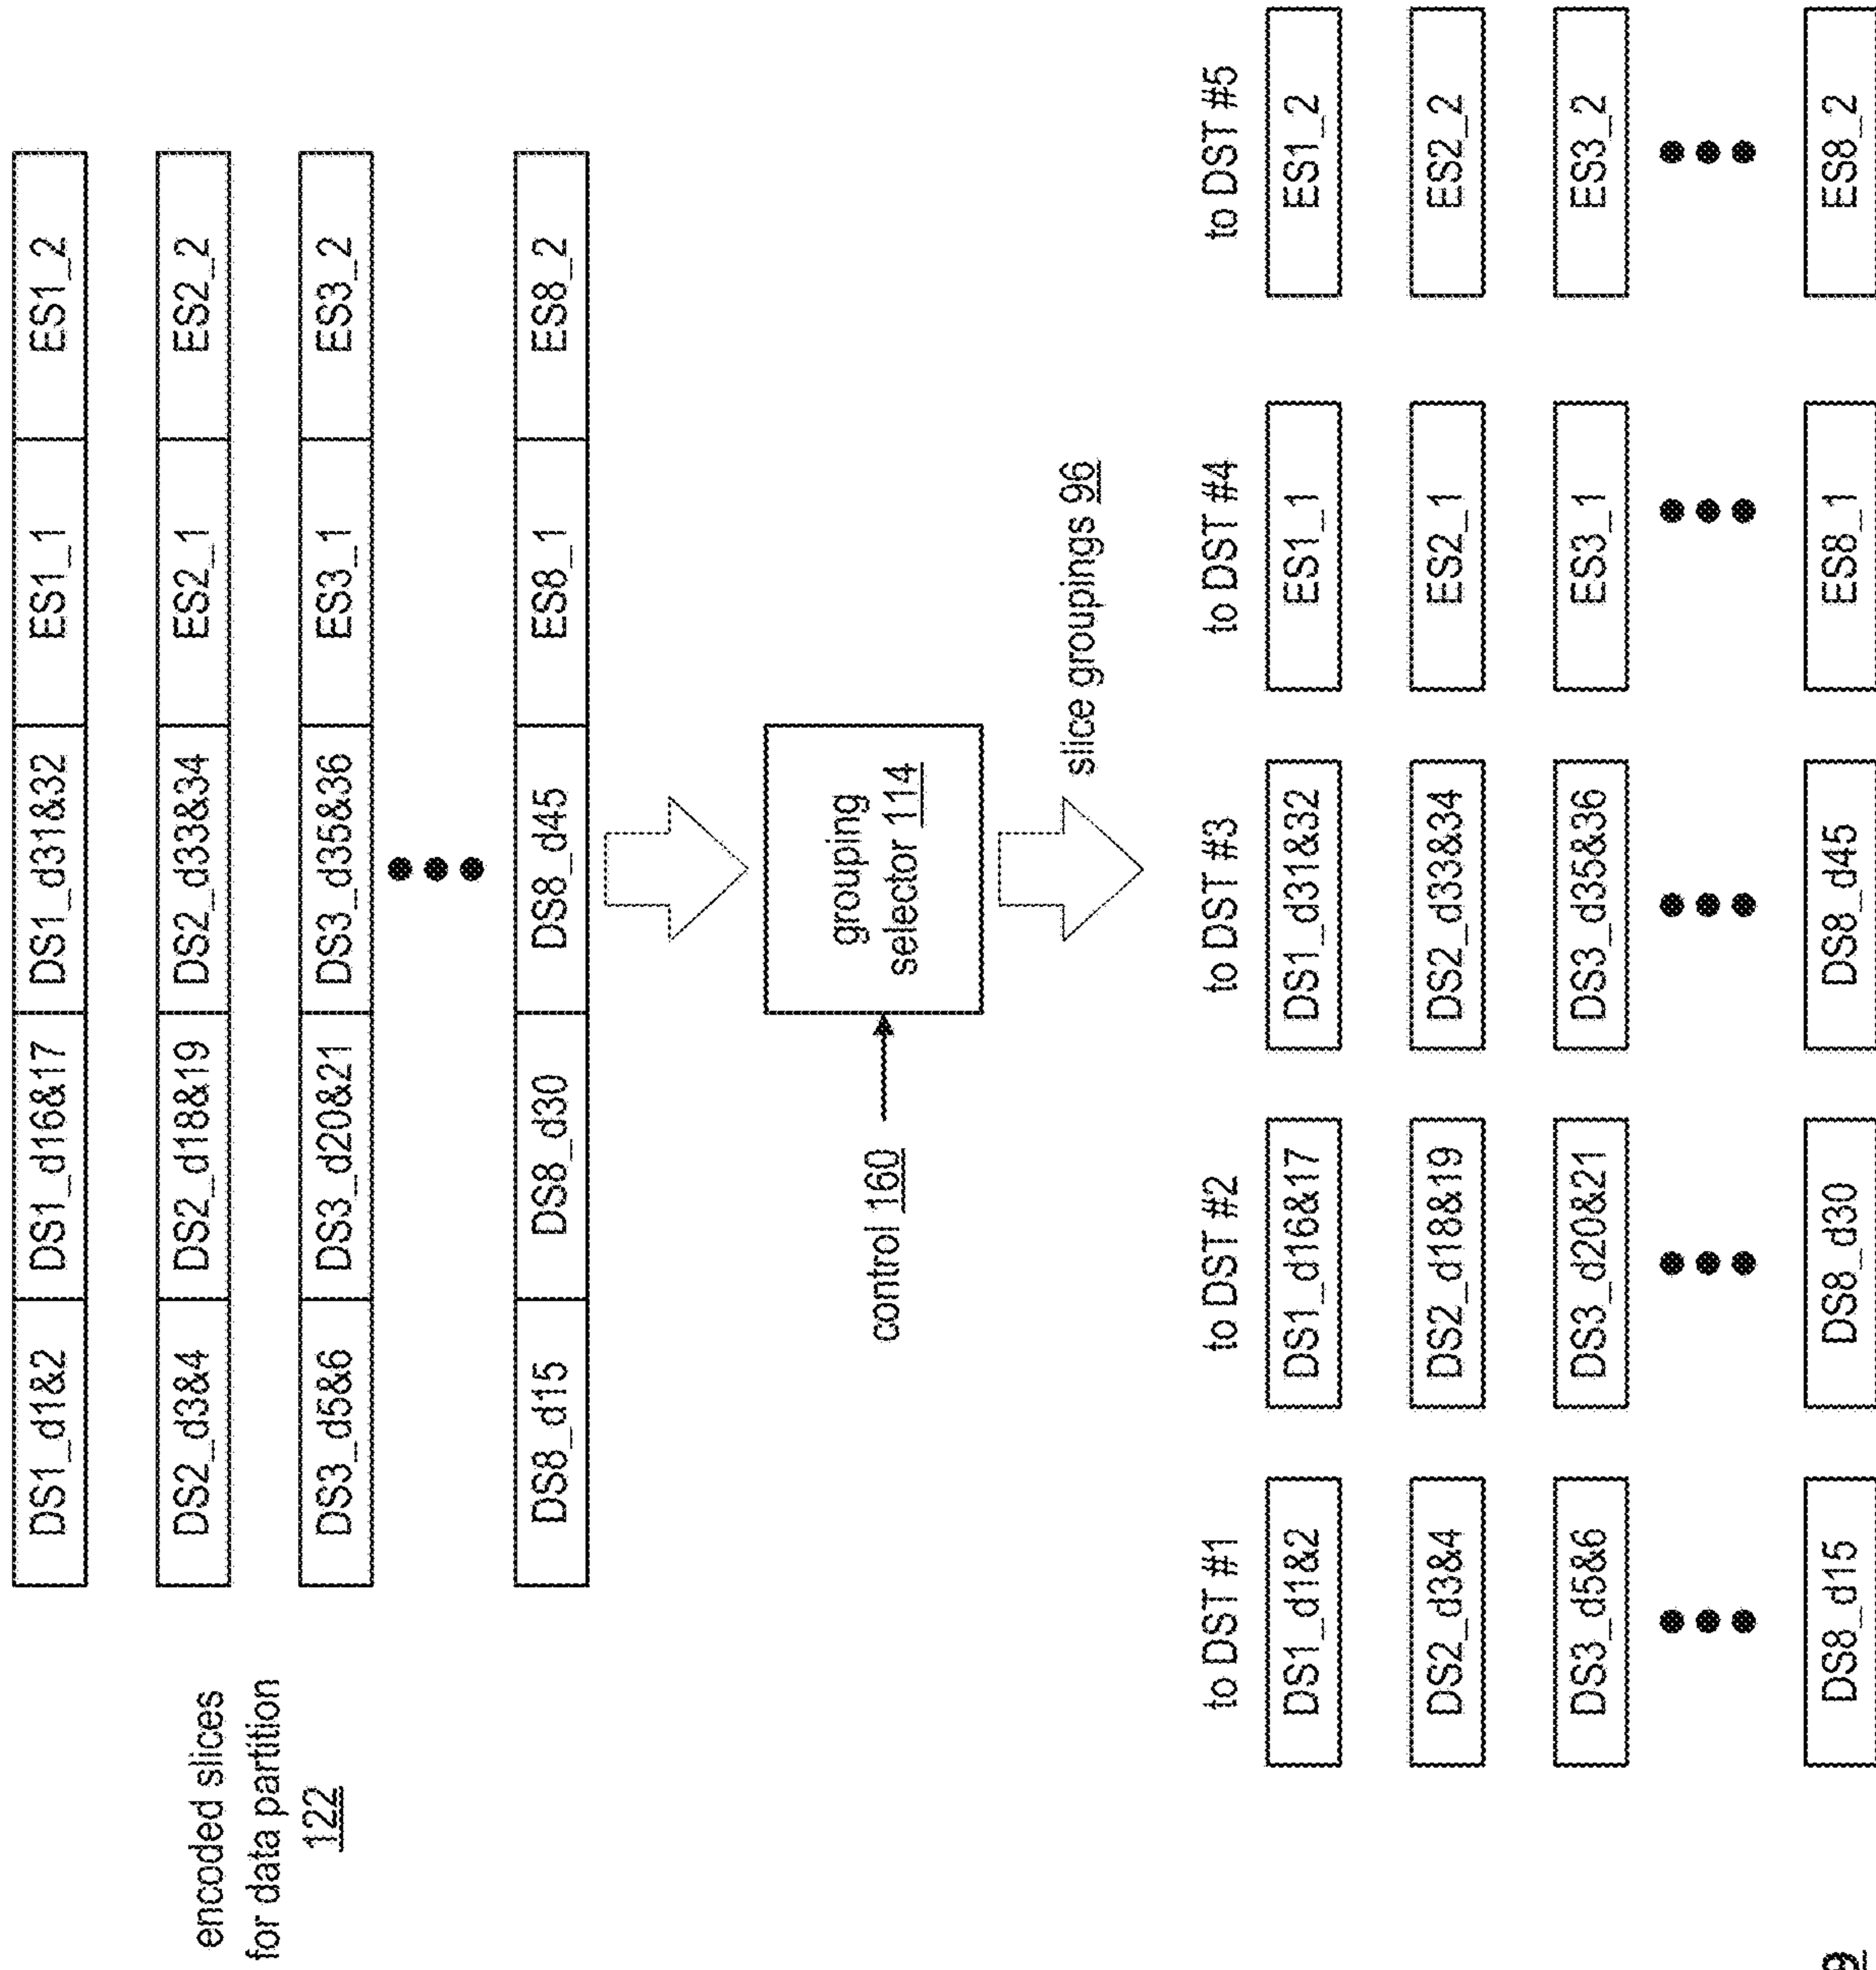 encoded slices
for data partition
122
DS1_d1&2 DS1_d16&17 DS1_d31&32 ES1_1 ES1_2
DS2_d3&4 DS2_d18&19 DS2_d33&34 ES2_1 ES2_2
DS3_d5&6 DS3_d20&21 DS3_d35&36 ES3_1 ES3_2
DS8_d15 DS8_d30 DS8_d45 ES8_1 ES8_2
control 160
grouping
selector 114
slice groupings 96
to DST #1 to DST #2 to DST #3 to DST #4 to DST #5
DS1_d1&2 DS1_d16&17 DS1_d31&32 ES1_1 ES1_2
DS2_d3&4 DS2_d18&19 DS2_d33&34 ES2_1 ES2_2
DS3_d5&6 DS3_d20&21 DS3_d35&36 ES3_1 ES3_2
DS8_d15 DS8_d30 DS8_d45 ES8_1 ES8_2